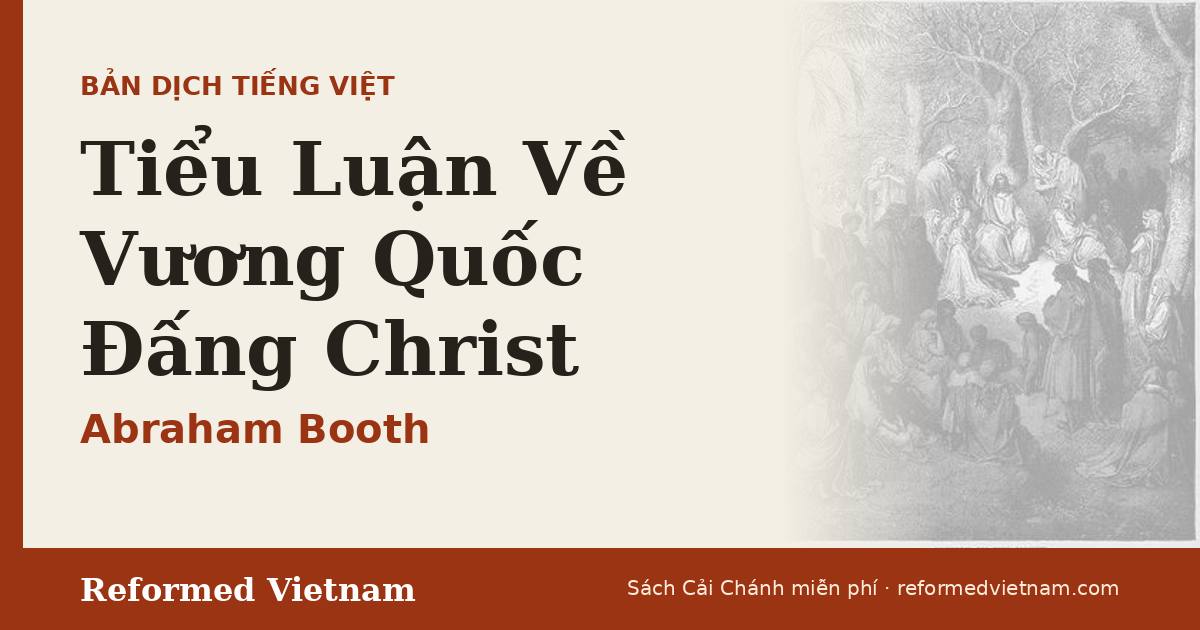 BẢN DỊCH TIẾNG VIỆT
Tiểu Luận Về
Vương Quốc
Đấng Christ
Abraham Booth
Reformed Vietnam
Sách Cải Chánh miễn phí · reformedvietnam.com